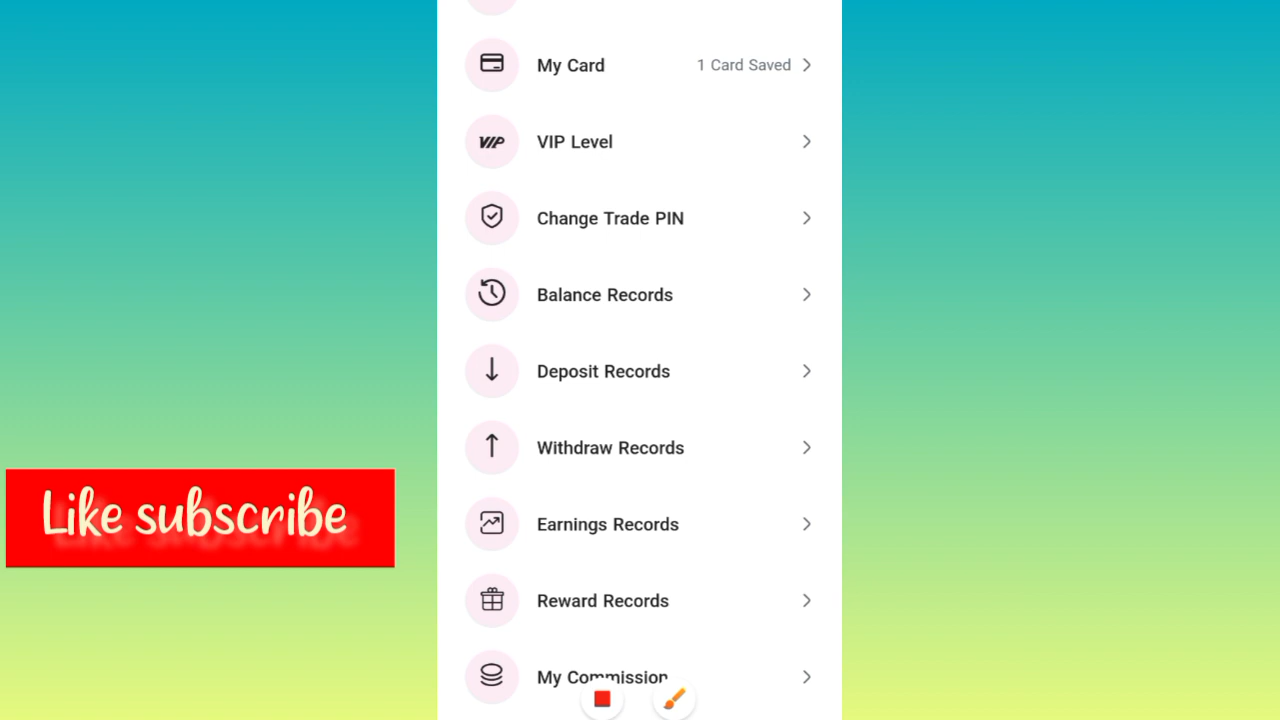 My Card 1 Card Saved
VIP VIP Level
Change Trade PIN
Balance Records
Deposit Records
Withdraw Records
Earnings Records
Reward Records
My Commission
Like subscribe